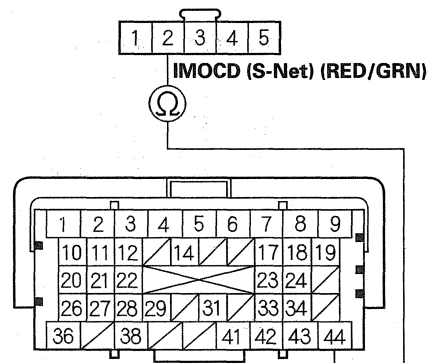 1 2 3 4 5
IMOCD (S-Net) (RED/GRN)
Ω
1 2 3 4 5 6 7 8 9
10 11 12 14 17 18 19
20 21 22 23 24
26 27 28 29 31 33 34
36 38 41 42 43 44